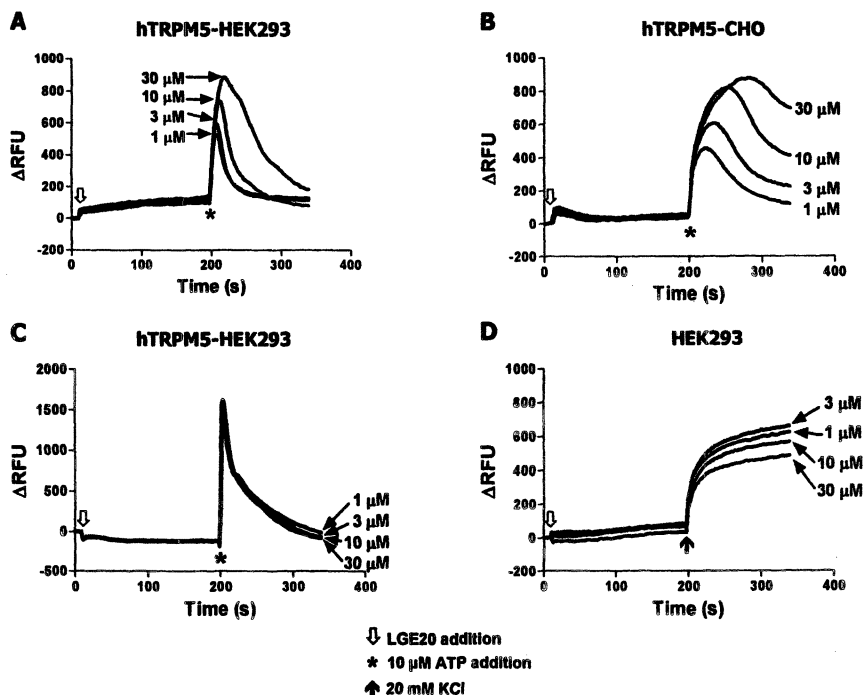 A
hTRPM5-HEK293
1000
800
600
400
200
0
-200
ΔRFU
30 µM
10 µM
3 µM
1 µM
*
0
100
200
300
400
Time (s)
B
hTRPM5-CHO
1000
800
600
400
200
0
-200
ΔRFU
30 µM
10 µM
3 µM
1 µM
*
0
100
200
300
400
Time (s)
C
hTRPM5-HEK293
2000
1500
1000
500
0
-500
ΔRFU
1 µM
3 µM
10 µM
30 µM
*
0
100
200
300
400
Time (s)
D
HEK293
1000
800
600
400
200
0
-200
ΔRFU
3 µM
1 µM
10 µM
30 µM
0
100
200
300
400
Time (s)
⇩ LGE20 addition
* 10 µM ATP addition
↑ 20 mM KCl